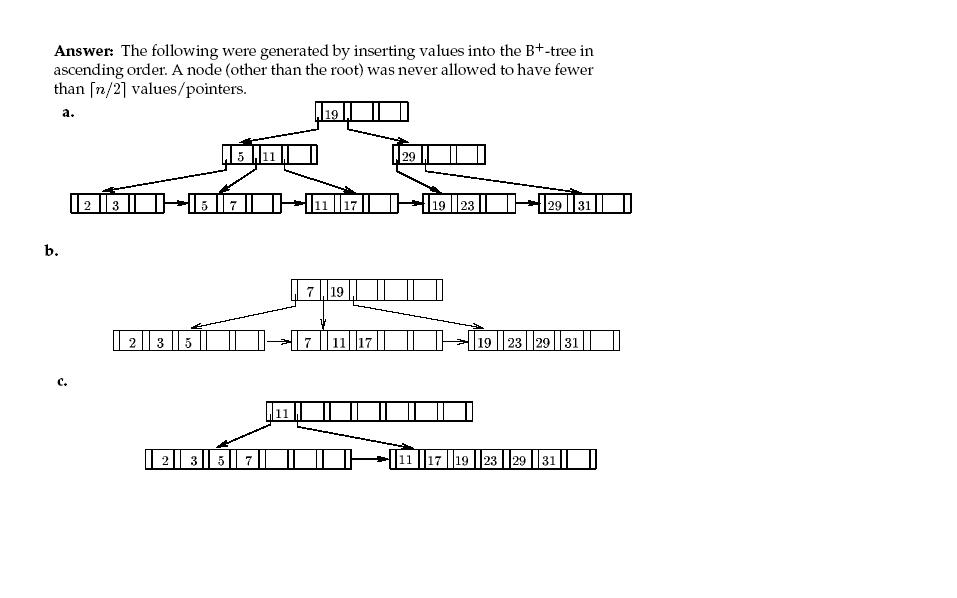 Answer: The following were generated by inserting values into the B+-tree in
ascending order. A node (other than the root) was never allowed to have fewer
than ⌈n/2⌉ values/pointers.
a.
19
5 11 29
2 3 5 7 11 17 19 23 29 31
b.
7 19
2 3 5 7 11 17 19 23 29 31
c.
11
2 3 5 7 11 17 19 23 29 31